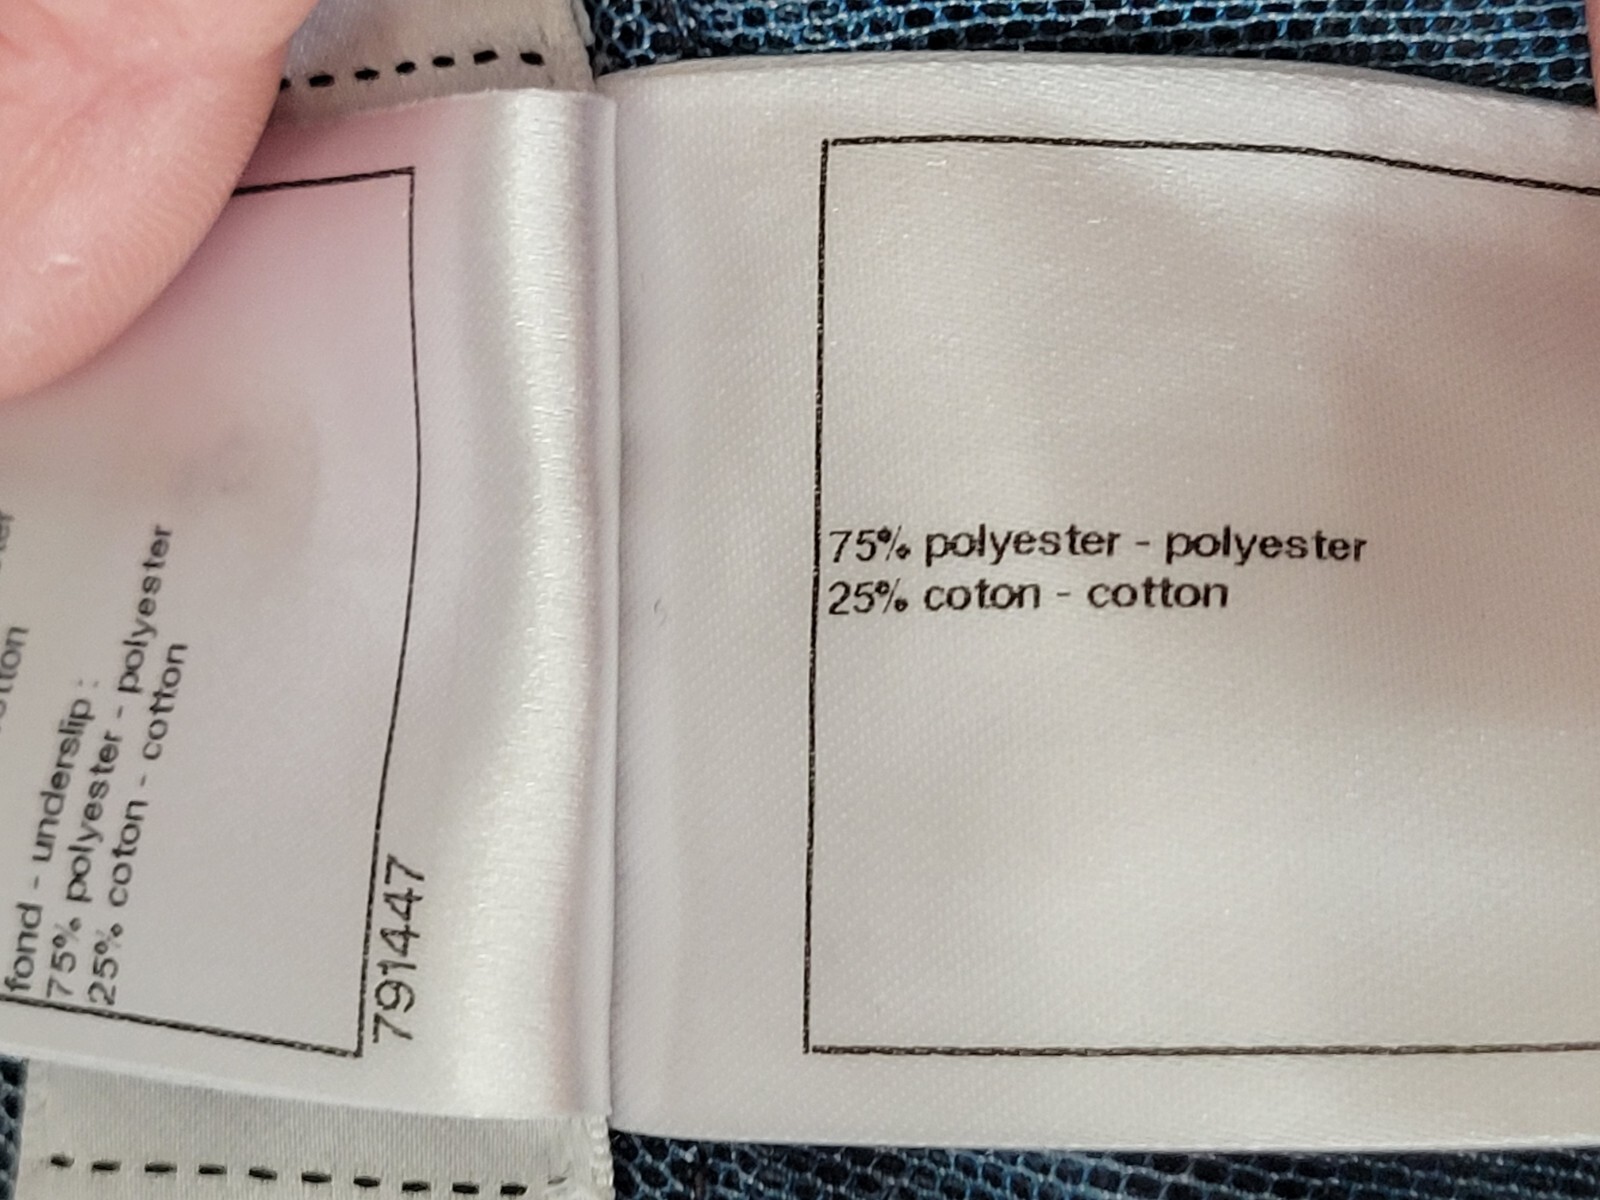 fond - underslip :
75% polyester - polyester
25% coton - cotton
791447
75% polyester - polyester
25% coton - cotton